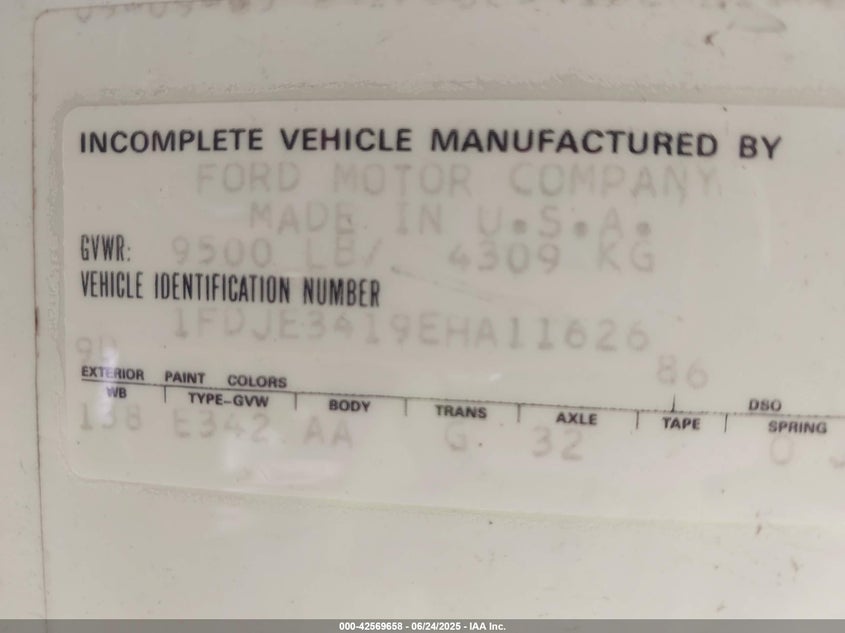 INCOMPLETE VEHICLE MANUFACTURED BY
FORD MOTOR COMPANY
MADE IN U.S.A.
GVWR: 9500 LB/ 4309 KG
VEHICLE IDENTIFICATION NUMBER
1FDJE3419EHA11626
9D 86
EXTERIOR PAINT COLORS DSO
WB TYPE-GVW BODY TRANS AXLE TAPE SPRING
138 E342 AA G 32 0
000-42569658 - 06/24/2025 - IAA Inc.